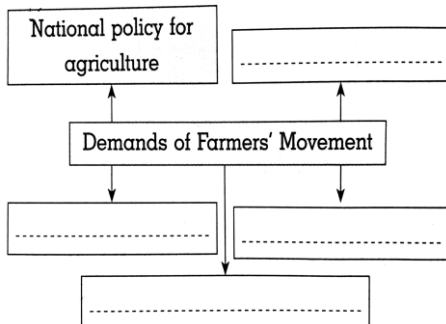 National policy for
agriculture
Demands of Farmers' Movement